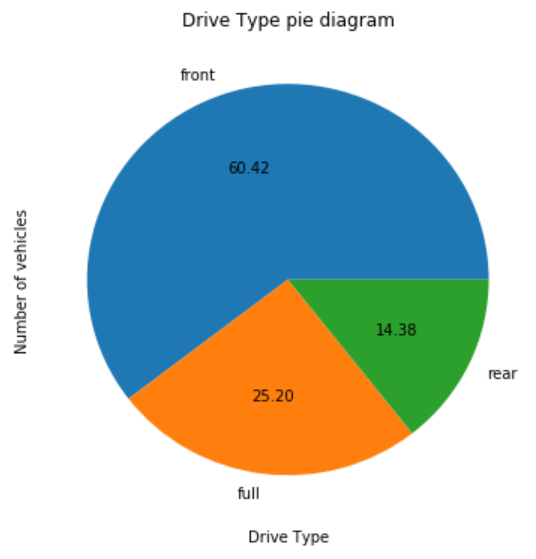 Drive Type pie diagram
front
60.42
Number of vehicles
14.38
rear
25.20
full
Drive Type